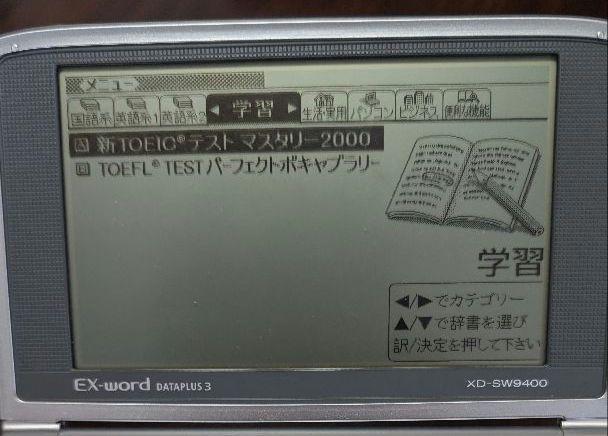 メニュー
国語系 英語系1 英語系2 ◀ 学習 ▶ 生活・実用 パソコン ビジネス 便利な機能
A 新TOEIC®テスト マスタリー2000
B TOEFL® TESTパーフェクトボキャブラリー
学習
◀/▶でカテゴリー
▲/▼で辞書を選び
訳/決定を押して下さい
EX-word DATAPLUS 3
XD-SW9400